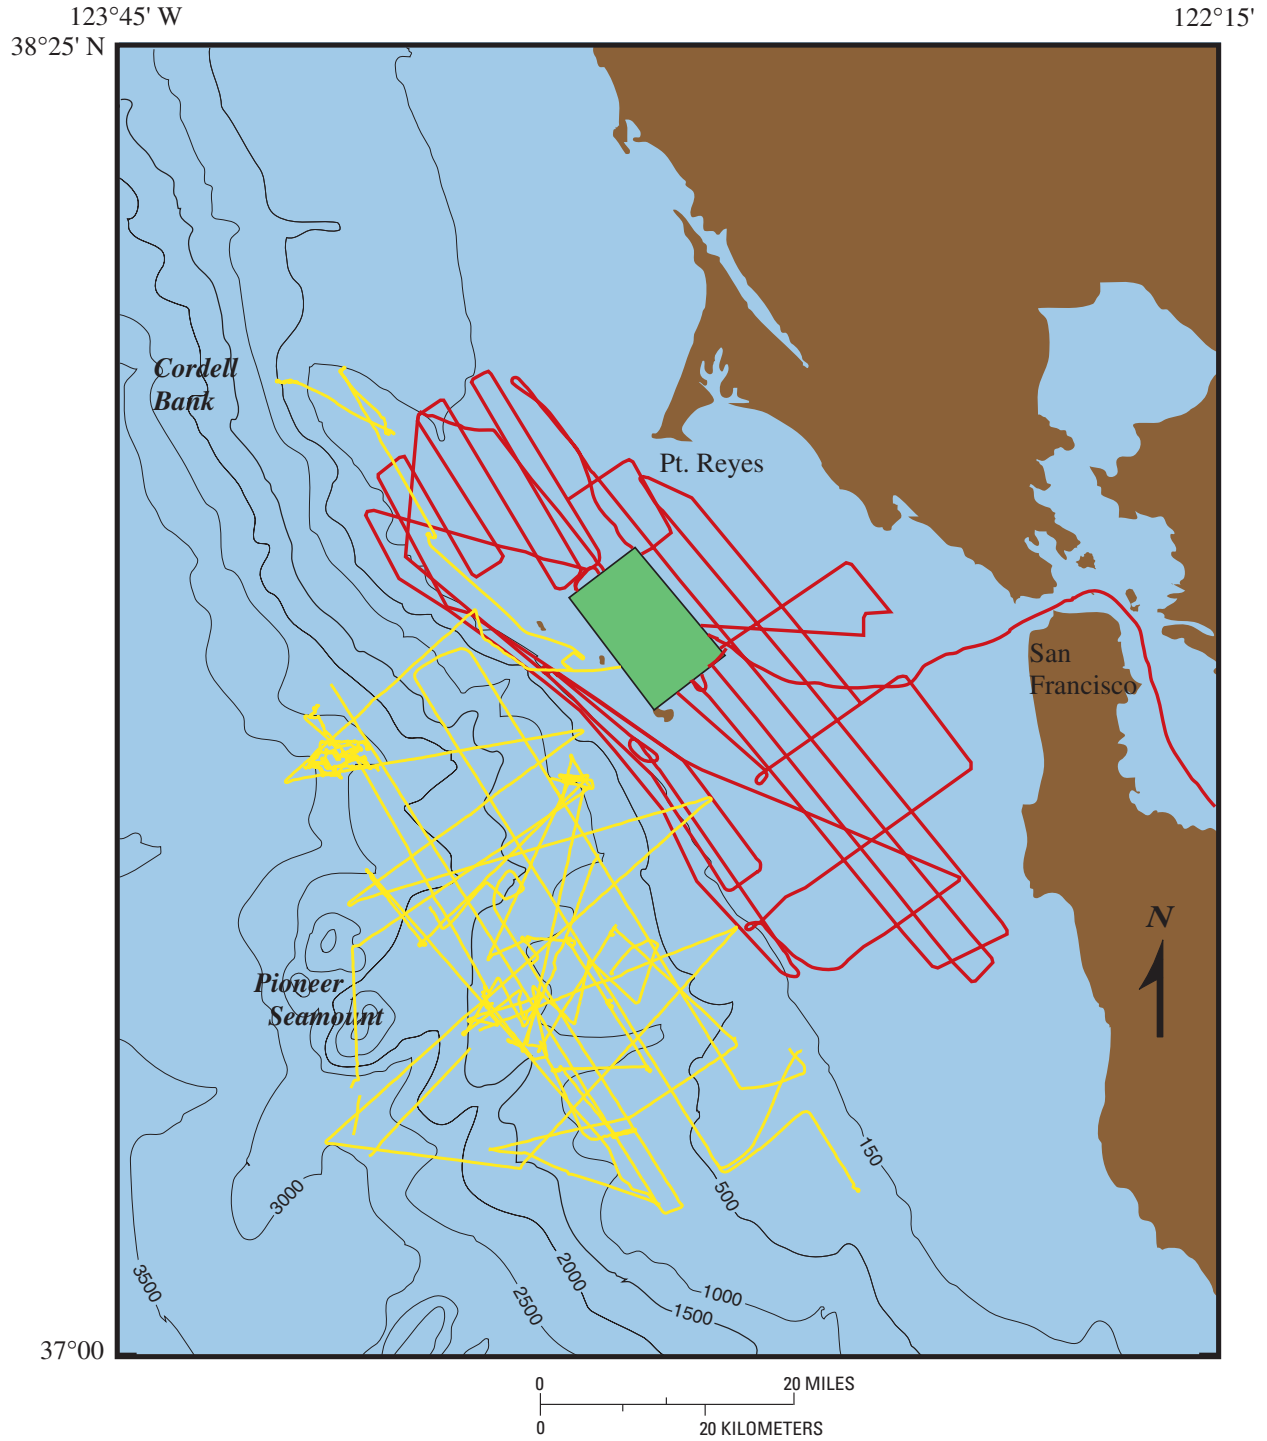 123°45' W
122°15'
38°25' N
Cordell
Bank
Pt. Reyes
San
Francisco
N
Pioneer
Seamount
150
3000
500
3500
2000
1000
2500
1500
37°00
0
20 MILES
0
20 KILOMETERS